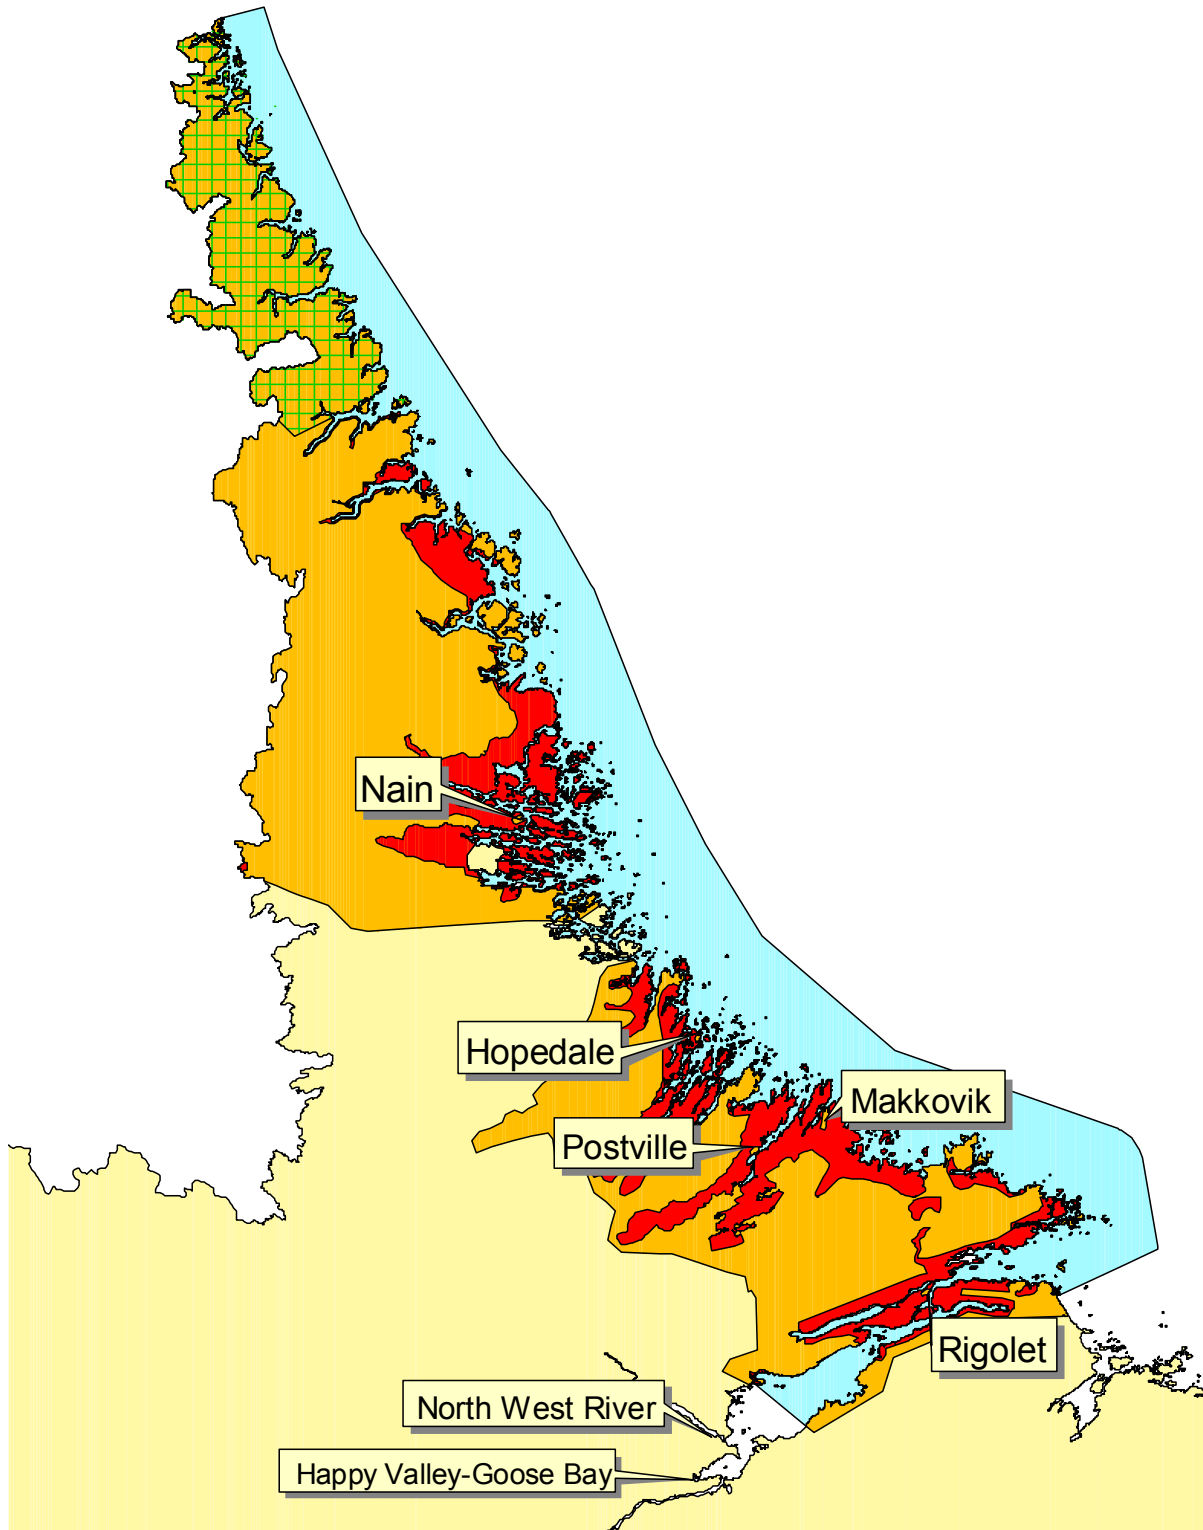 Nain
Hopedale
Makkovik
Postville
Rigolet
North West River
Happy Valley-Goose Bay